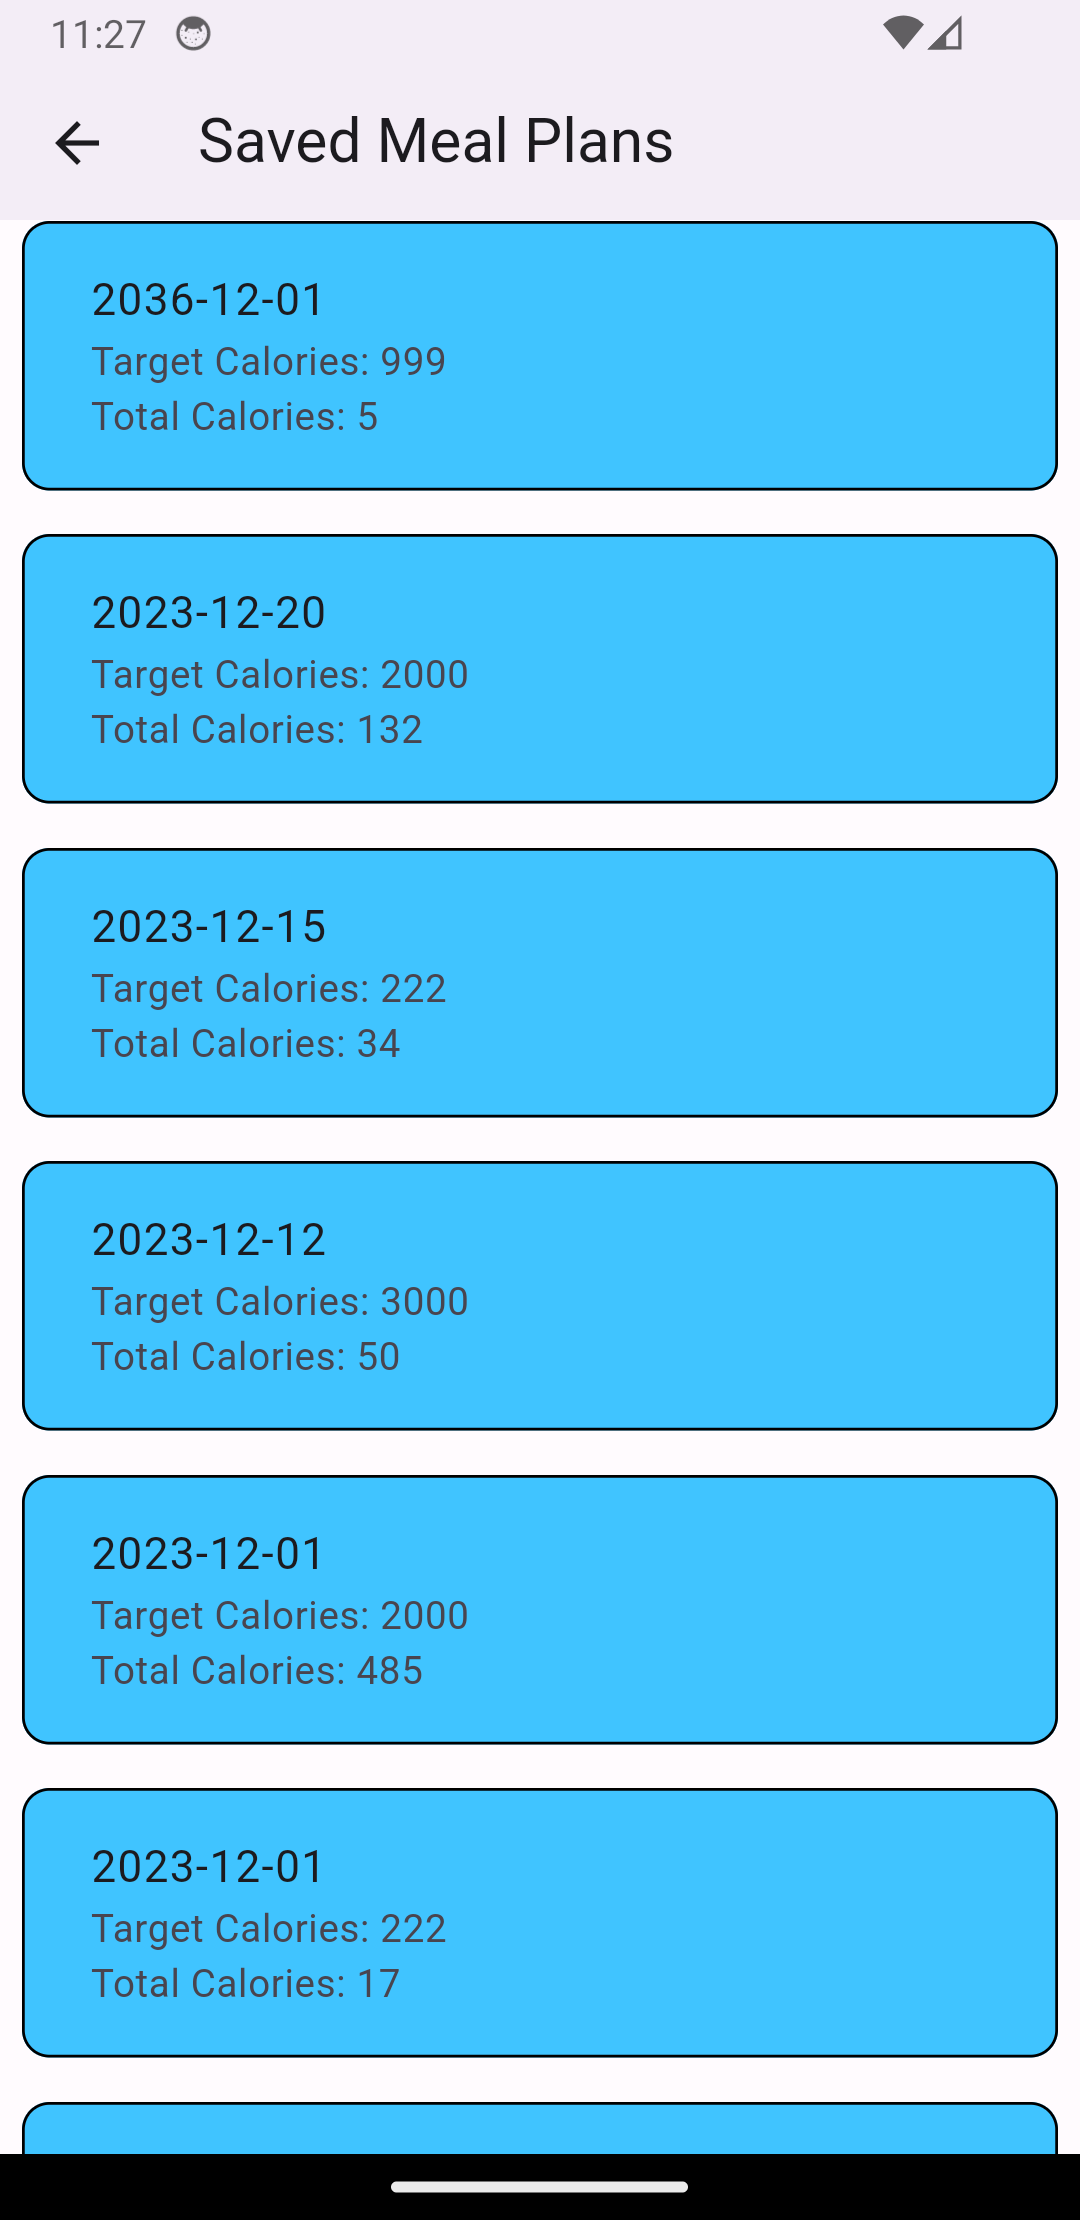 11:27
Saved Meal Plans
2036-12-01
Target Calories: 999
Total Calories: 5
2023-12-20
Target Calories: 2000
Total Calories: 132
2023-12-15
Target Calories: 222
Total Calories: 34
2023-12-12
Target Calories: 3000
Total Calories: 50
2023-12-01
Target Calories: 2000
Total Calories: 485
2023-12-01
Target Calories: 222
Total Calories: 17